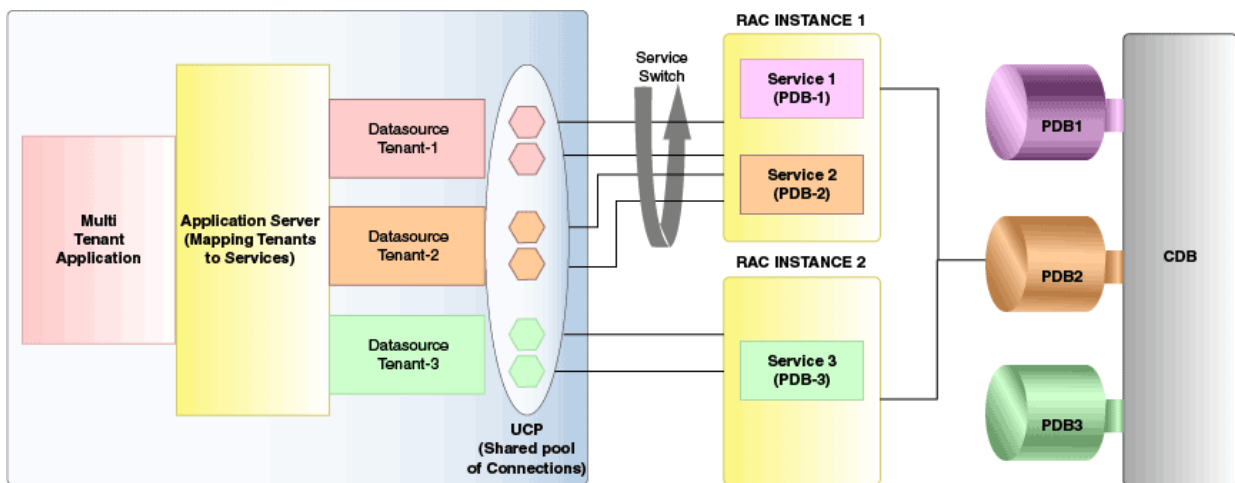 Multi
Tenant
Application
Application Server
(Mapping Tenants
to Services)
Datasource
Tenant-1
Datasource
Tenant-2
Datasource
Tenant-3
UCP
(Shared pool
of Connections)
Service
Switch
RAC INSTANCE 1
Service 1
(PDB-1)
Service 2
(PDB-2)
RAC INSTANCE 2
Service 3
(PDB-3)
PDB1
PDB2
PDB3
CDB